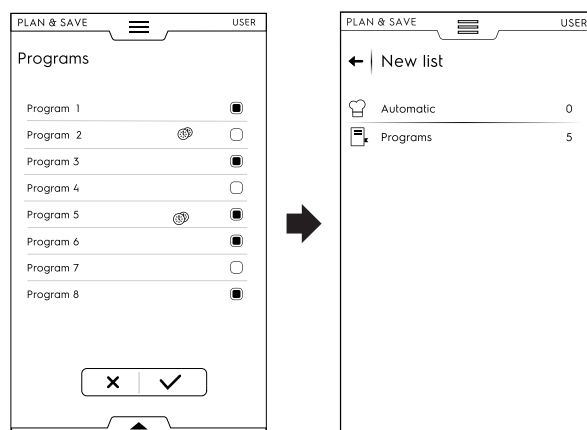 PLAN & SAVE USER
Programs
Program 1
Program 2
Program 3
Program 4
Program 5
Program 6
Program 7
Program 8
PLAN & SAVE USER
New list
Automatic 0
Programs 5